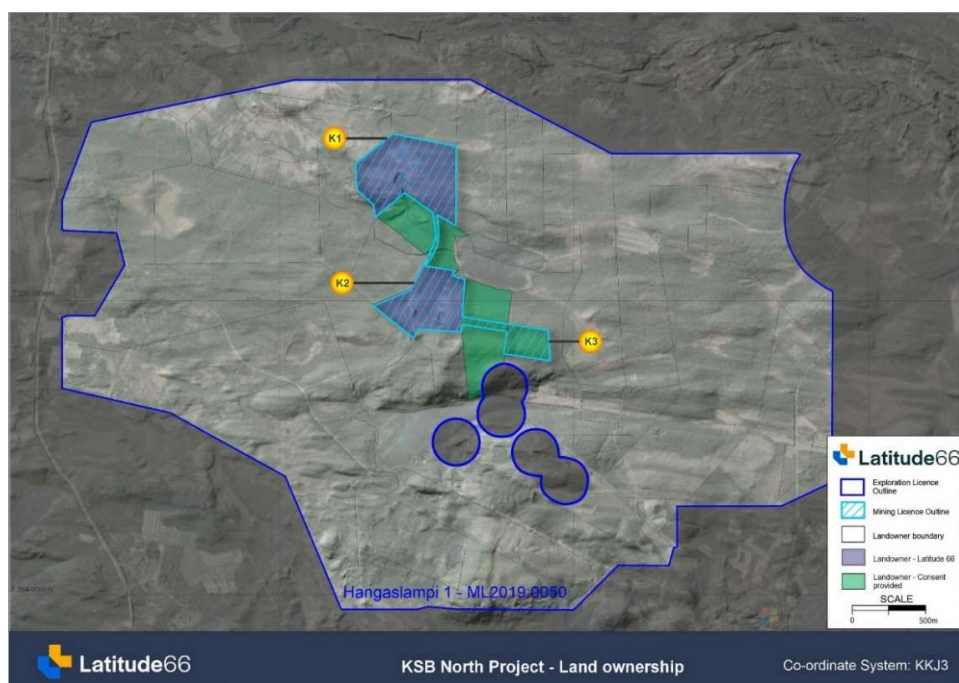 K1
K2
K3
Hangaslampi 1 - ML2019:0050
Latitude66
Exploration Licence
Outline
Mining Licence Outline
Landowner boundary
Landowner - Latitude 66
Landowner - Consent
provided
SCALE
0 500m
Latitude66
KSB North Project - Land ownership
Co-ordinate System: KKJ3